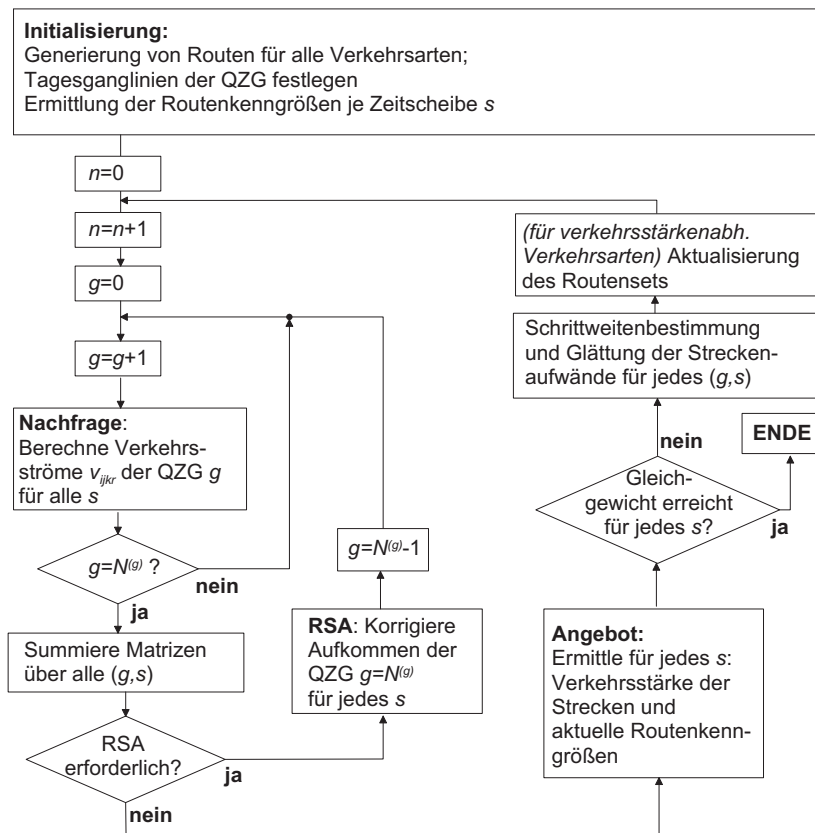 Initialisierung:
Generierung von Routen für alle Verkehrsarten;
Tagesganglinien der QZG festlegen
Ermittlung der Routenkenngrößen je Zeitscheibe s
n=0
n=n+1
g=0
g=g+1
Nachfrage:
Berechne Verkehrs-
ströme v_ijkr der QZG g
für alle s
g=N^(g) ?
nein
ja
Summiere Matrizen
über alle (g,s)
RSA
erforderlich?
ja
nein
g=N^(g)-1
RSA: Korrigiere
Aufkommen der
QZG g=N^(g)
für jedes s
(für verkehrsstärkenabh.
Verkehrsarten) Aktualisierung
des Routensets
Schrittweitenbestimmung
und Glättung der Strecken-
aufwände für jedes (g,s)
nein
ENDE
Gleich-
gewicht erreicht
für jedes s?
ja
Angebot:
Ermittle für jedes s:
Verkehrsstärke der
Strecken und
aktuelle Routenkenn-
größen